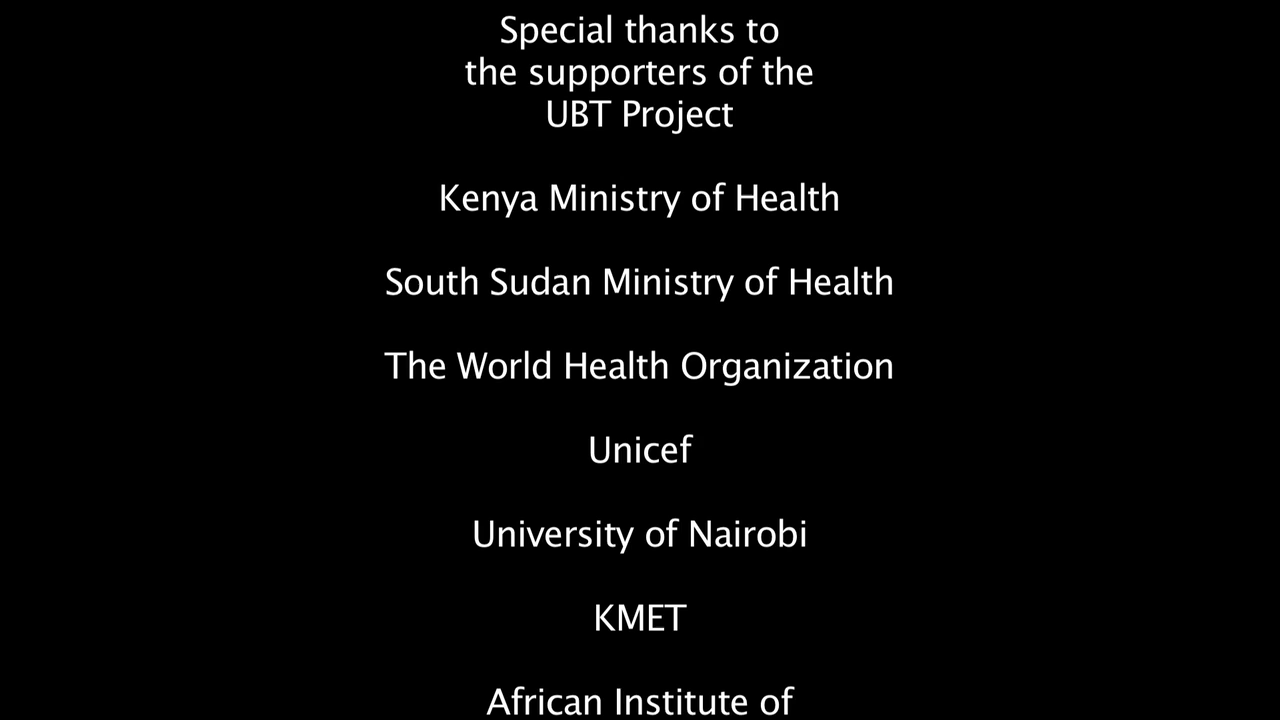 Special thanks to
the supporters of the
UBT Project
Kenya Ministry of Health
South Sudan Ministry of Health
The World Health Organization
Unicef
University of Nairobi
KMET
African Institute of